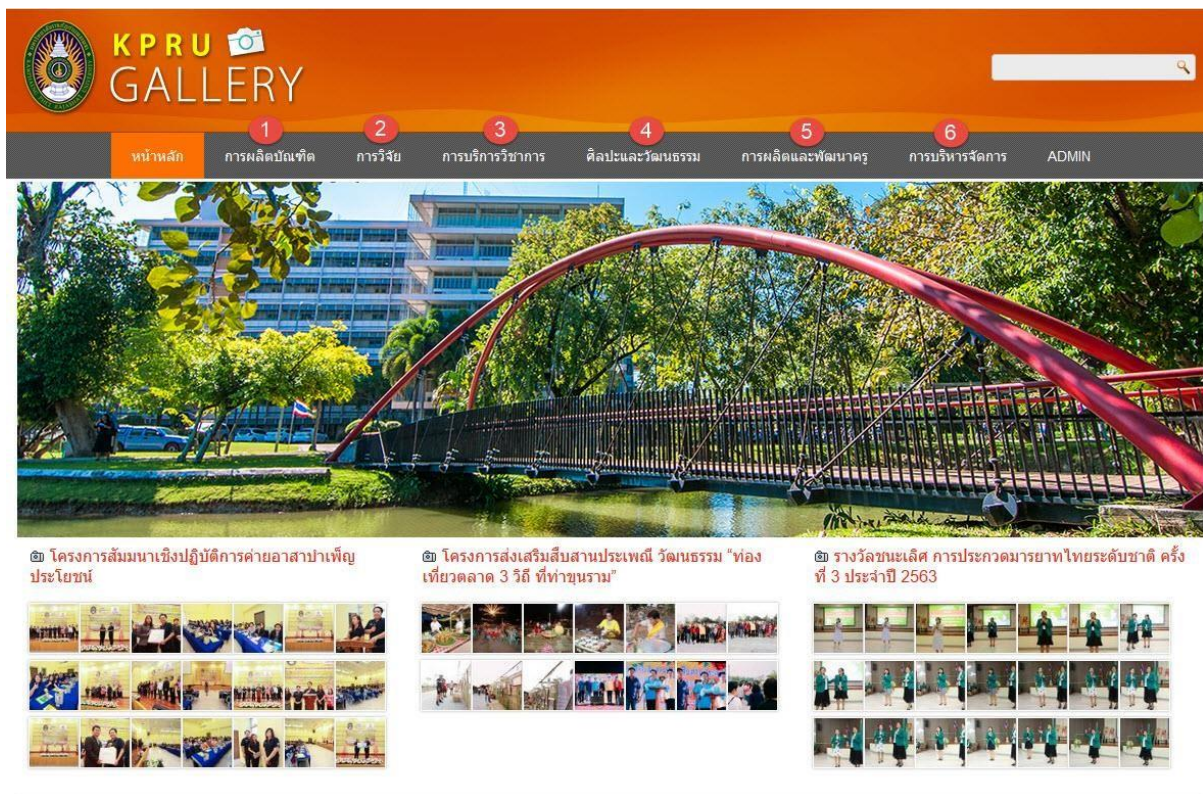 KPRU
GALLERY
1 2 3 4 5 6
หน้าหลัก การผลิตบัณฑิต การวิจัย การบริการวิชาการ ศิลปะและวัฒนธรรม การผลิตและพัฒนาครู การบริหารจัดการ ADMIN
โครงการสัมมนาเชิงปฏิบัติการค่ายอาสาบำเพ็ญ
ประโยชน์
โครงการส่งเสริมสืบสานประเพณี วัฒนธรรม "ท่อง
เที่ยวตลาด 3 วิถี ที่ท่าขุนราม"
รางวัลชนะเลิศ การประกวดมารยาทไทยระดับชาติ ครั้ง
ที่ 3 ประจำปี 2563